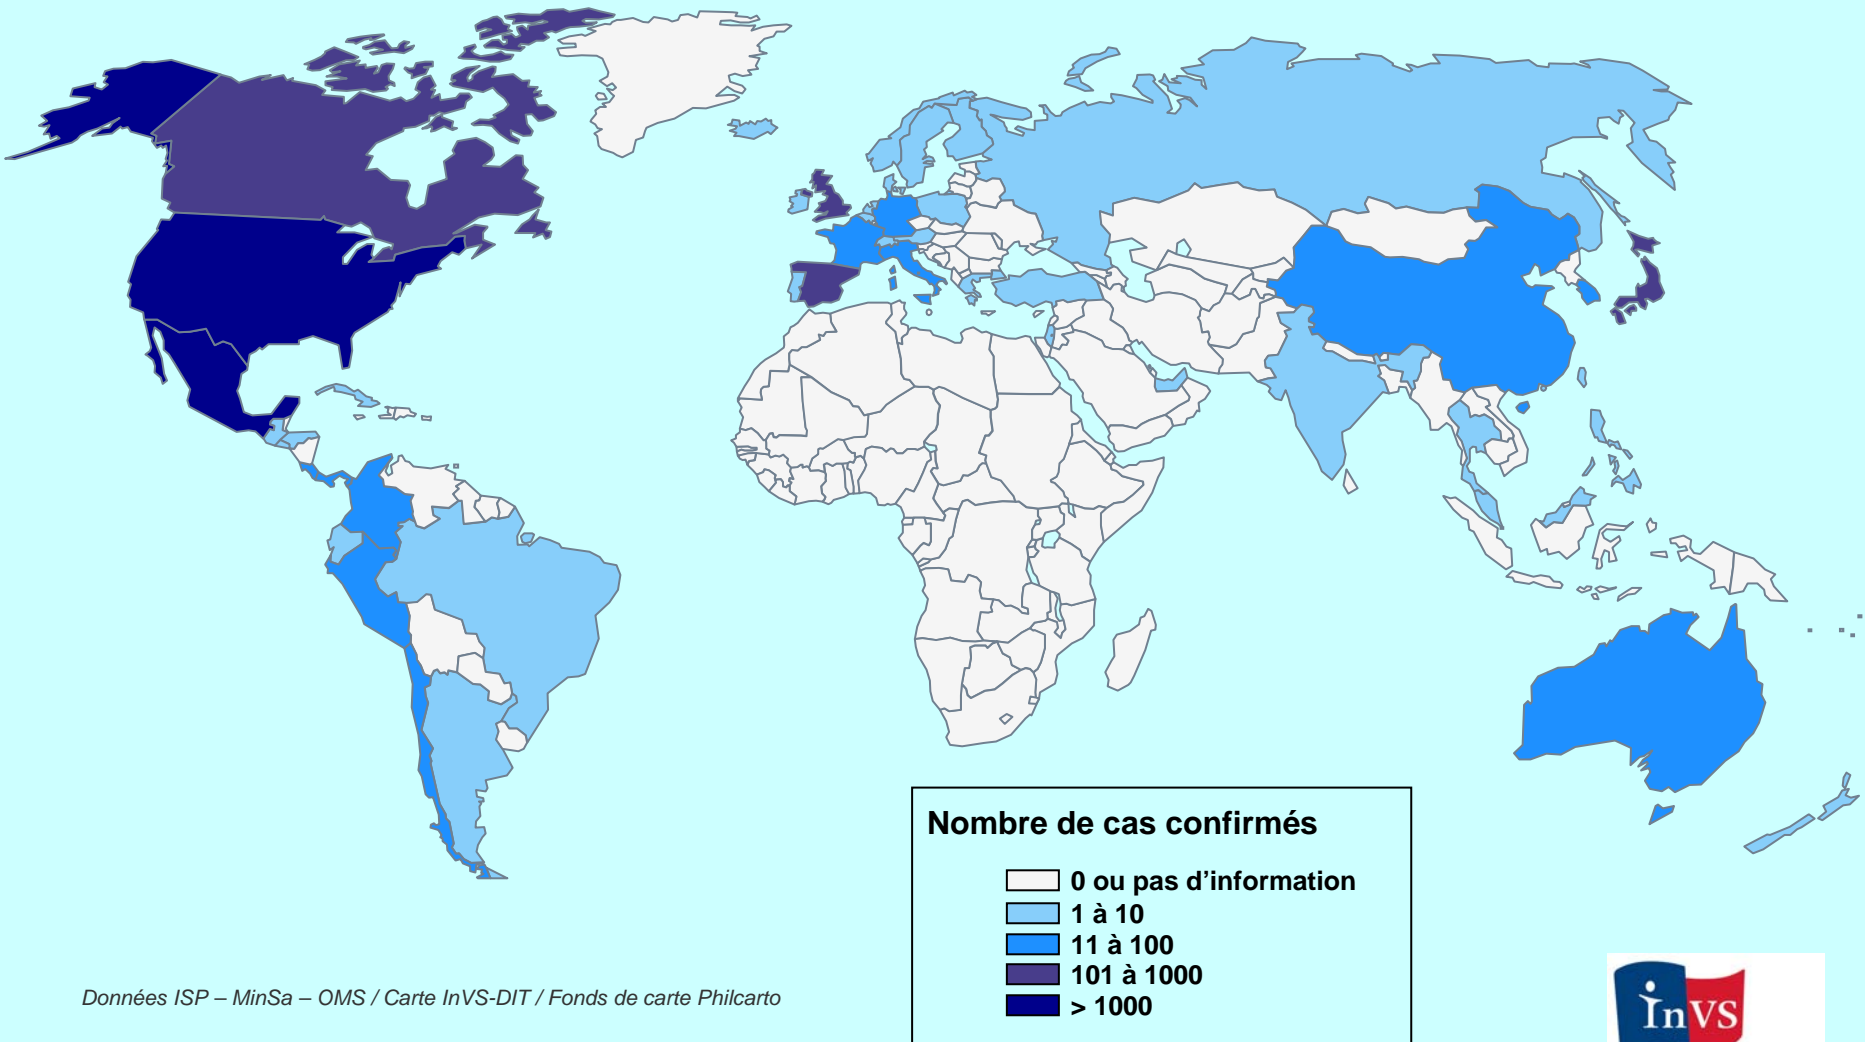 Nombre de cas confirmés
0 ou pas d’information
1 à 10
11 à 100
101 à 1000
> 1000
Données ISP – MinSa – OMS / Carte InVS-DIT / Fonds de carte Philcarto
InVS